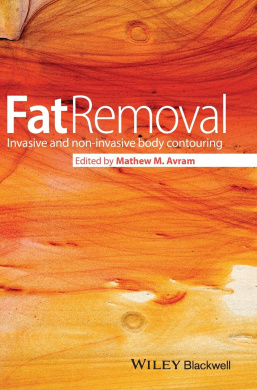 FatRemoval
Invasive and non-invasive body contouring
Edited by Mathew M. Avram
WILEY Blackwell